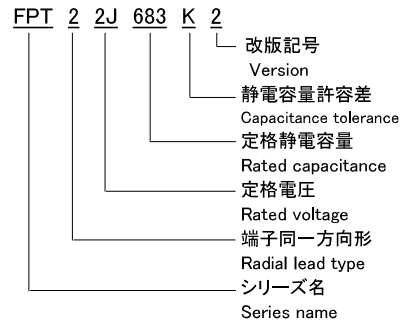 FPT 2 2J 683 K 2
改版記号
Version
静電容量許容差
Capacitance tolerance
定格静電容量
Rated capacitance
定格電圧
Rated voltage
端子同一方向形
Radial lead type
シリーズ名
Series name